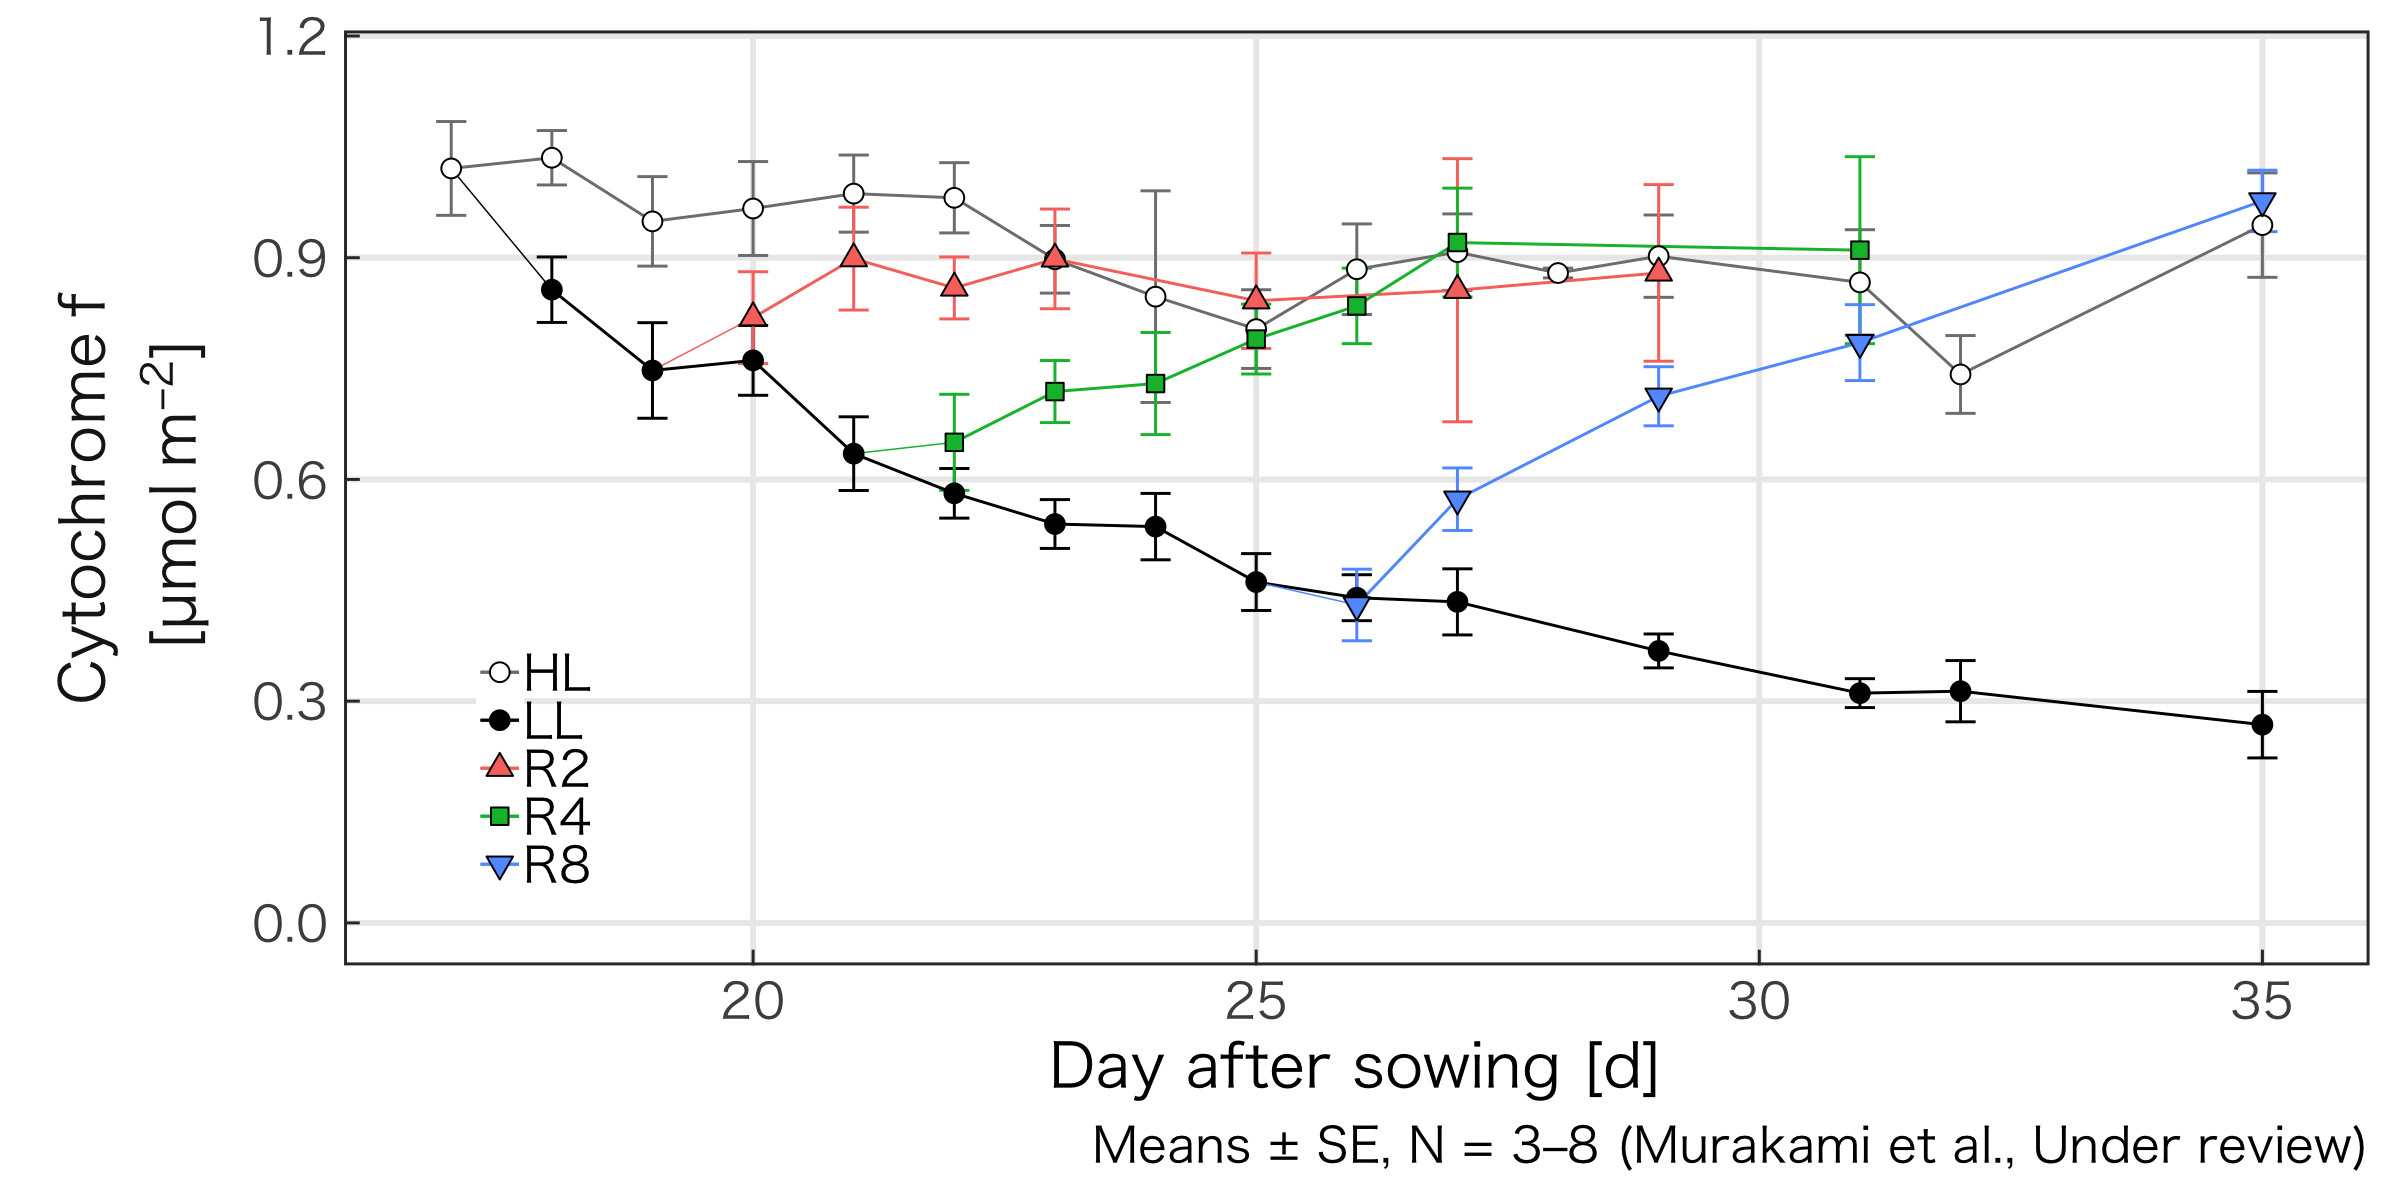 1.2
0.9
0.6
0.3
0.0
Cytochrome f
[µmol m⁻²]
HL
LL
R2
R4
R8
20 25 30 35
Day after sowing [d]
Means ± SE, N = 3–8 (Murakami et al., Under review)